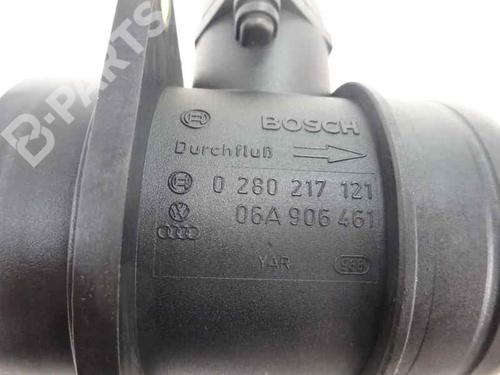 B-PARTS
BOSCH
Durchfluß
0 280 217 121
06A 906 461
YAR